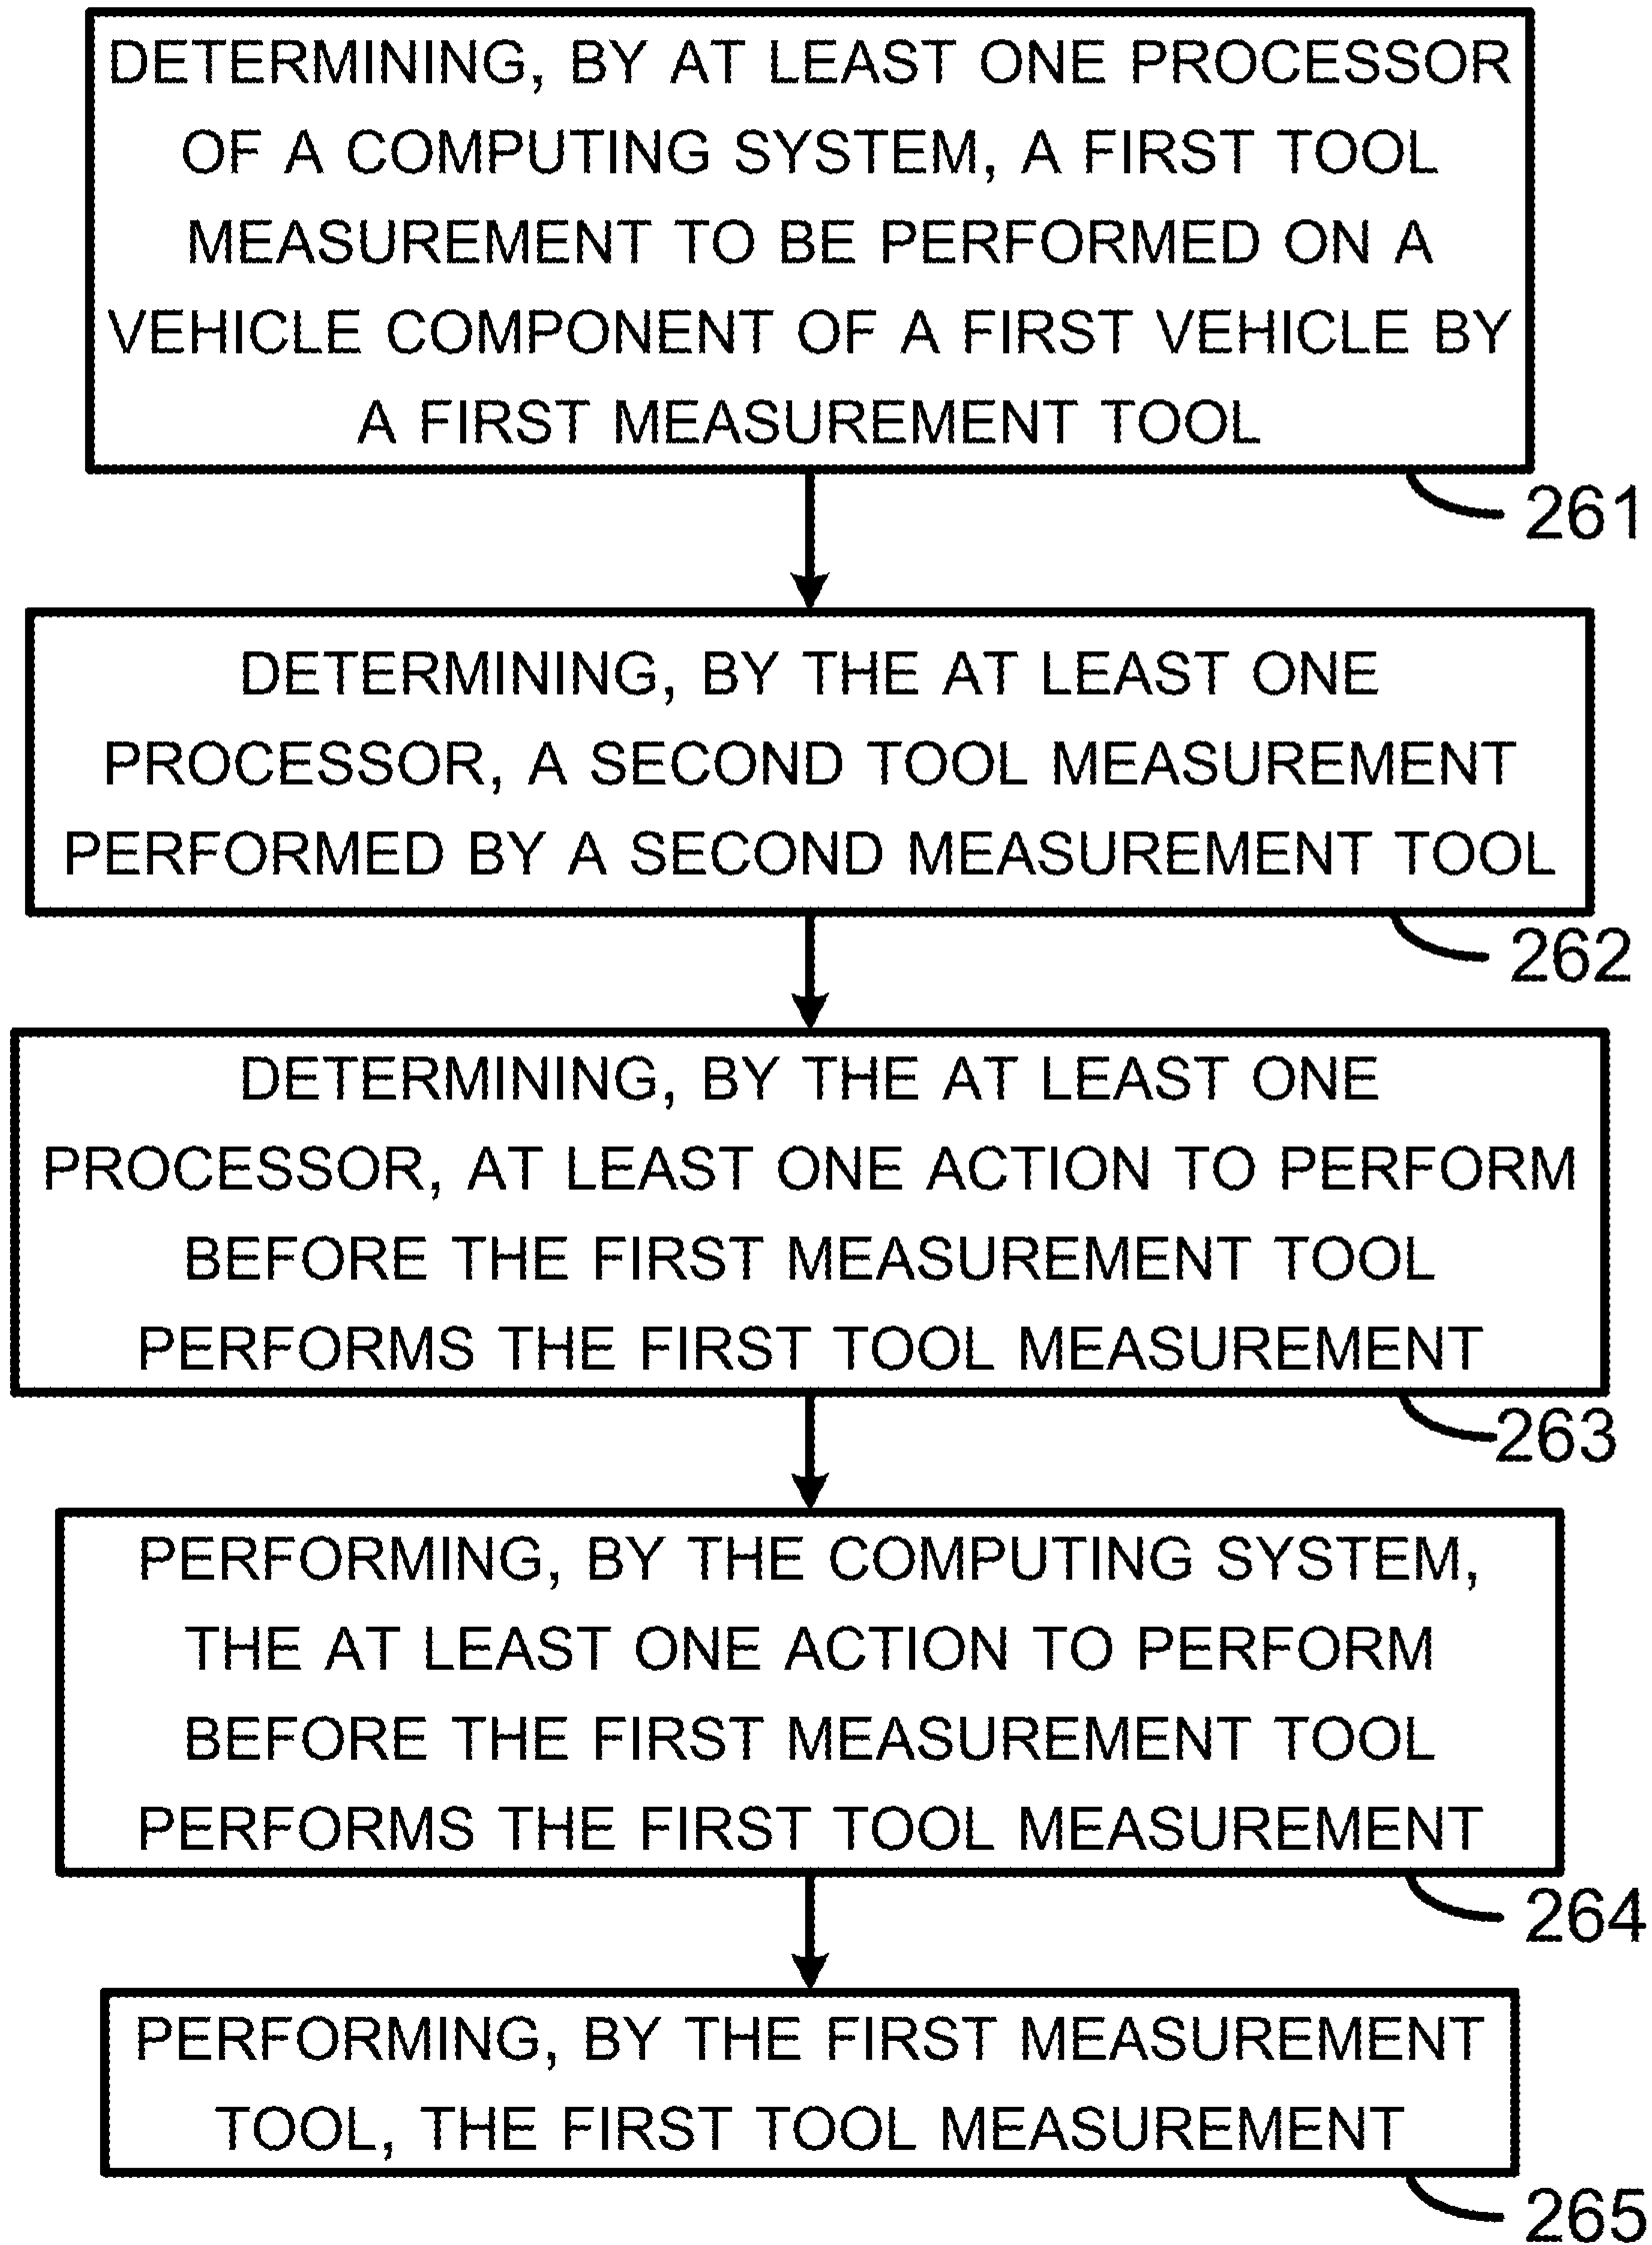 DETERMINING, BY AT LEAST ONE PROCESSOR
OF A COMPUTING SYSTEM, A FIRST TOOL
MEASUREMENT TO BE PERFORMED ON A
VEHICLE COMPONENT OF A FIRST VEHICLE BY
A FIRST MEASUREMENT TOOL
261
DETERMINING, BY THE AT LEAST ONE
PROCESSOR, A SECOND TOOL MEASUREMENT
PERFORMED BY A SECOND MEASUREMENT TOOL
262
DETERMINING, BY THE AT LEAST ONE
PROCESSOR, AT LEAST ONE ACTION TO PERFORM
BEFORE THE FIRST MEASUREMENT TOOL
PERFORMS THE FIRST TOOL MEASUREMENT
263
PERFORMING, BY THE COMPUTING SYSTEM,
THE AT LEAST ONE ACTION TO PERFORM
BEFORE THE FIRST MEASUREMENT TOOL
PERFORMS THE FIRST TOOL MEASUREMENT
264
PERFORMING, BY THE FIRST MEASUREMENT
TOOL, THE FIRST TOOL MEASUREMENT
265